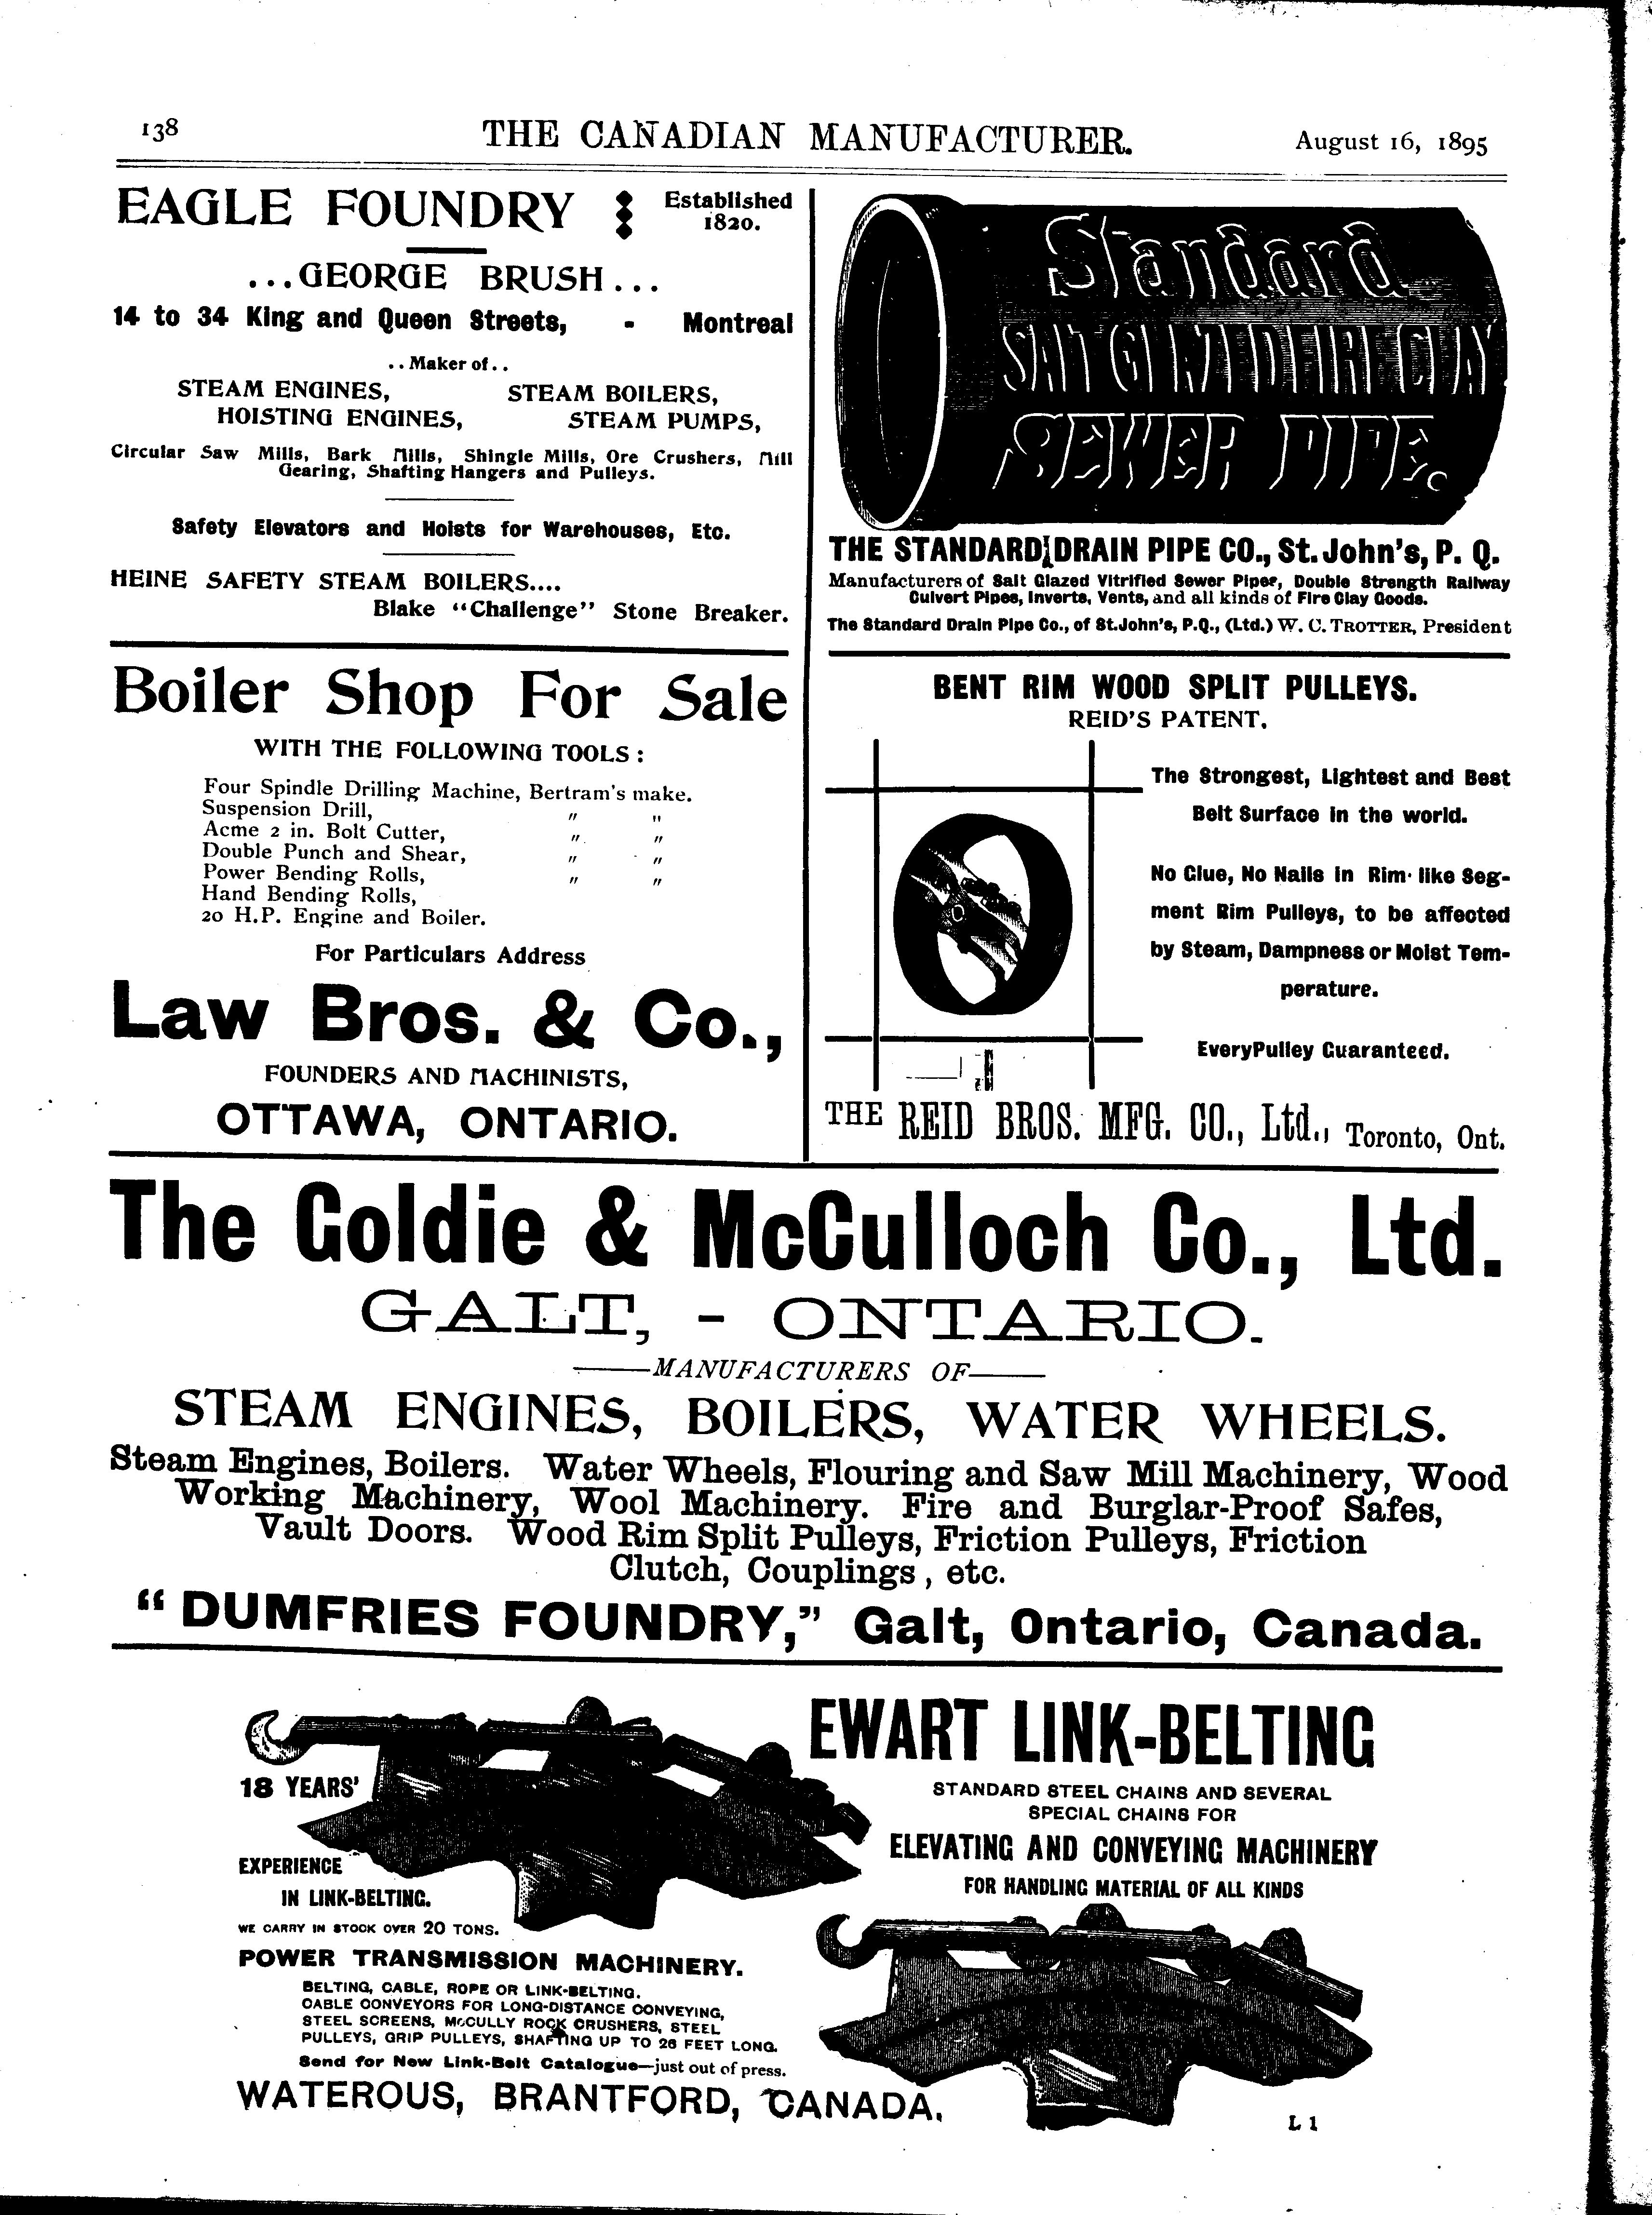 138
THE CANADIAN MANUFACTURER.
August 16, 1895
EAGLE FOUNDRY
Established
1820.
...GEORGE BRUSH...
14 to 34 King and Queen Streets, - Montreal
..Maker of..
STEAM ENGINES, STEAM BOILERS,
HOISTING ENGINES, STEAM PUMPS,
Circular Saw Mills, Bark Mills, Shingle Mills, Ore Crushers, Mill
Gearing, Shafting Hangers and Pulleys.
Safety Elevators and Hoists for Warehouses, Etc.
HEINE SAFETY STEAM BOILERS....
Blake "Challenge" Stone Breaker.
Standard
SALT GLAZED FIRE CLAY
SEWER PIPE.
THE STANDARD DRAIN PIPE CO., St. John's, P. Q.
Manufacturers of Salt Glazed Vitrified Sewer Pipes, Double Strength Railway
Culvert Pipes, Inverts, Vents, and all kinds of Fire Clay Goods.
The Standard Drain Pipe Co., of St. John's, P.Q., (Ltd.) W. C. TROTTER, President
Boiler Shop For Sale
WITH THE FOLLOWING TOOLS:
Four Spindle Drilling Machine, Bertram's make.
Suspension Drill, " "
Acme 2 in. Bolt Cutter, " "
Double Punch and Shear, " "
Power Bending Rolls, " "
Hand Bending Rolls,
20 H.P. Engine and Boiler.
For Particulars Address
Law Bros. & Co.,
FOUNDERS AND MACHINISTS,
OTTAWA, ONTARIO.
BENT RIM WOOD SPLIT PULLEYS.
REID'S PATENT.
The Strongest, Lightest and Best
Belt Surface in the world.
No Glue, No Nails in Rim like Seg-
ment Rim Pulleys, to be affected
by Steam, Dampness or Moist Tem-
perature.
Every Pulley Guaranteed.
THE REID BROS. MFG. CO., Ltd., Toronto, Ont.
The Goldie & McCulloch Co., Ltd.
GALT, - ONTARIO.
MANUFACTURERS OF
STEAM ENGINES, BOILERS, WATER WHEELS.
Steam Engines, Boilers. Water Wheels, Flouring and Saw Mill Machinery, Wood
Working Machinery, Wool Machinery. Fire and Burglar-Proof Safes,
Vault Doors. Wood Rim Split Pulleys, Friction Pulleys, Friction
Clutch, Couplings, etc.
"DUMFRIES FOUNDRY," Galt, Ontario, Canada.
EWART LINK-BELTING
STANDARD STEEL CHAINS AND SEVERAL
SPECIAL CHAINS FOR
ELEVATING AND CONVEYING MACHINERY
FOR HANDLING MATERIAL OF ALL KINDS
18 YEARS'
EXPERIENCE
IN LINK-BELTING.
WE CARRY IN STOCK OVER 20 TONS.
POWER TRANSMISSION MACHINERY.
BELTING, CABLE, ROPE OR LINK-BELTING.
CABLE CONVEYORS FOR LONG-DISTANCE CONVEYING,
STEEL SCREENS, McCULLY ROCK CRUSHERS, STEEL
PULLEYS, GRIP PULLEYS, SHAFTING UP TO 26 FEET LONG.
Send for New Link-Belt Catalogue—just out of press.
WATEROUS, BRANTFORD, CANADA.
L 1